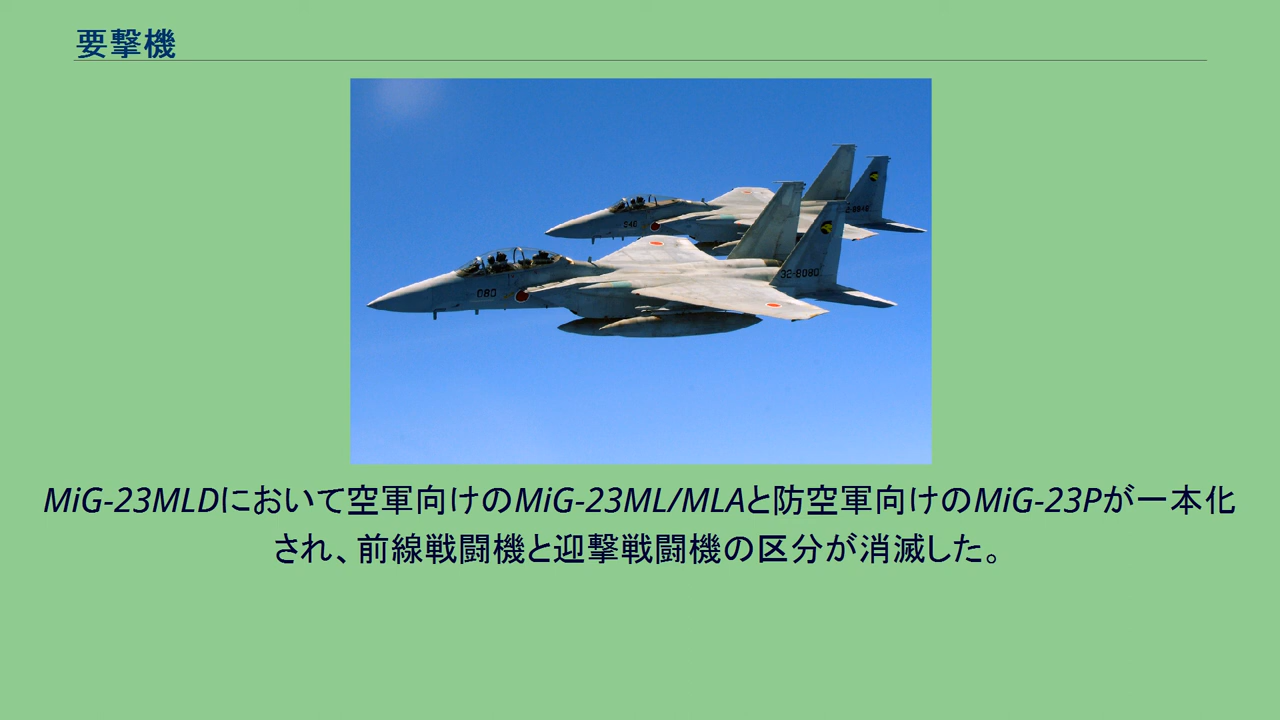 要撃機
MiG-23MLDにおいて空軍向けのMiG-23ML/MLAと防空軍向けのMiG-23Pが一本化
され、前線戦闘機と迎撃戦闘機の区分が消滅した。
080
92-8080